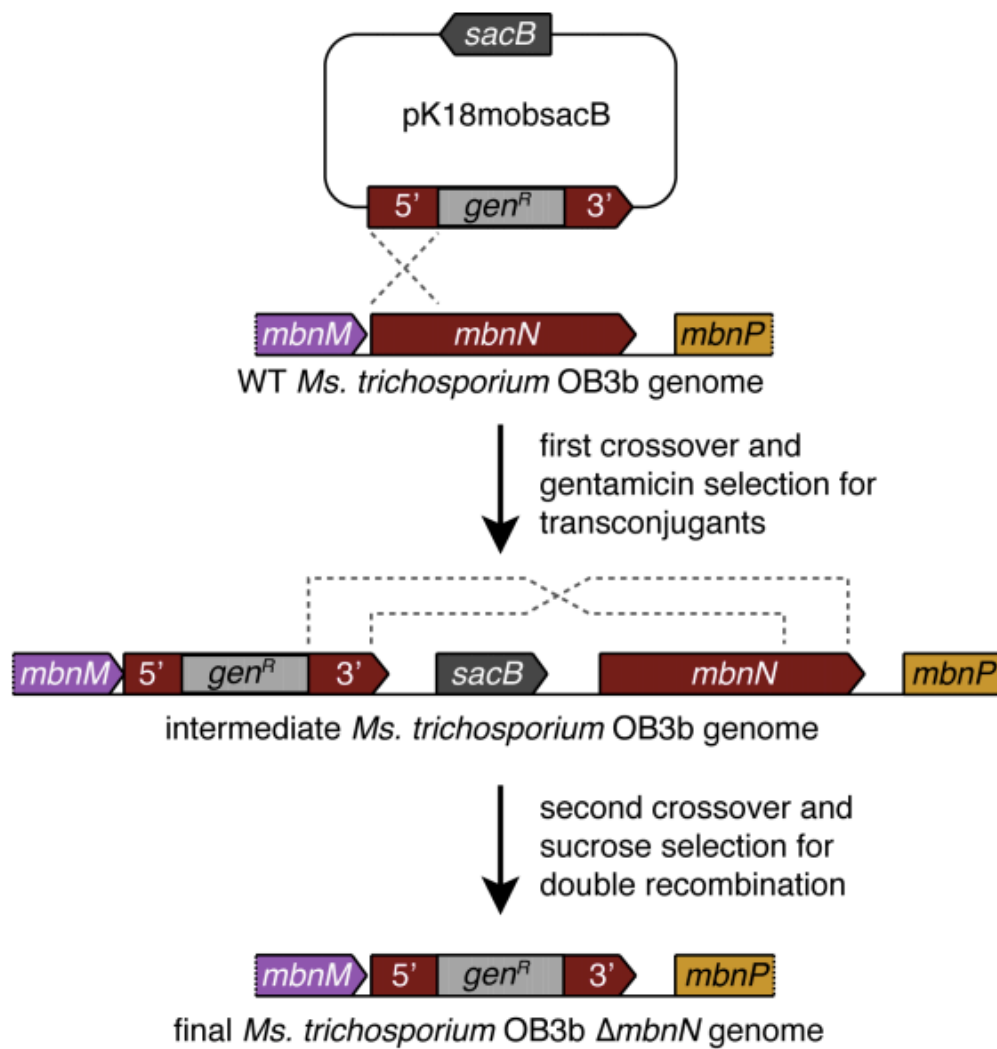 sacB
pK18mobsacB
5’ genR 3’
mbnM mbnN mbnP
WT Ms. trichosporium OB3b genome
first crossover and
gentamicin selection for
transconjugants
mbnM 5’ genR 3’ sacB mbnN mbnP
intermediate Ms. trichosporium OB3b genome
second crossover and
sucrose selection for
double recombination
mbnM 5’ genR 3’ mbnP
final Ms. trichosporium OB3b ΔmbnN genome